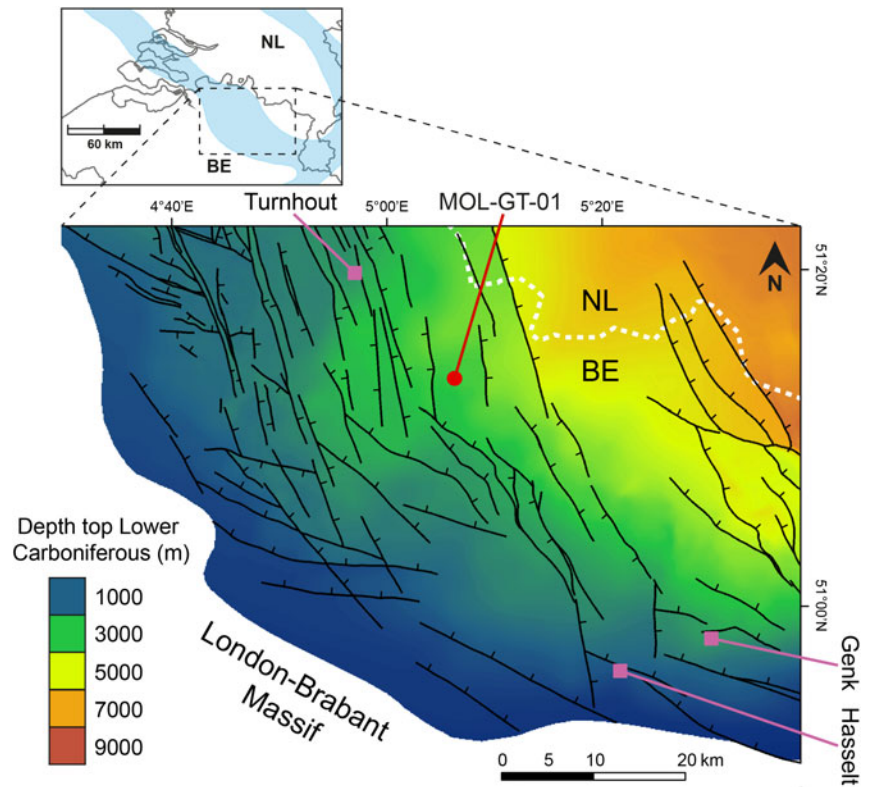 NL
60 km
BE
Turnhout
MOL-GT-01
4°40'E
5°00'E
5°20'E
51°20'N
N
NL
BE
Depth top Lower
Carboniferous (m)
1000
3000
5000
7000
9000
London-Brabant
Massif
51°00'N
Genk
Hasselt
0 5 10 20 km